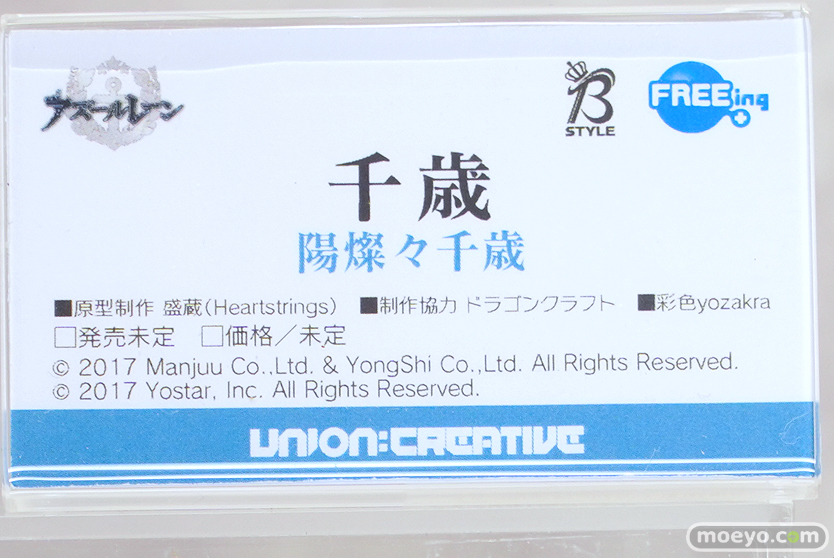 アズールレーン
B STYLE
FREEing
千歳
陽燦々千歳
■原型制作 盛蔵(Heartstrings) ■制作協力 ドラゴンクラフト ■彩色yozakra
□発売未定 □価格/未定
© 2017 Manjuu Co.,Ltd. & YongShi Co.,Ltd. All Rights Reserved.
© 2017 Yostar, Inc. All Rights Reserved.
UNION:CREATIVE
moeyo.com